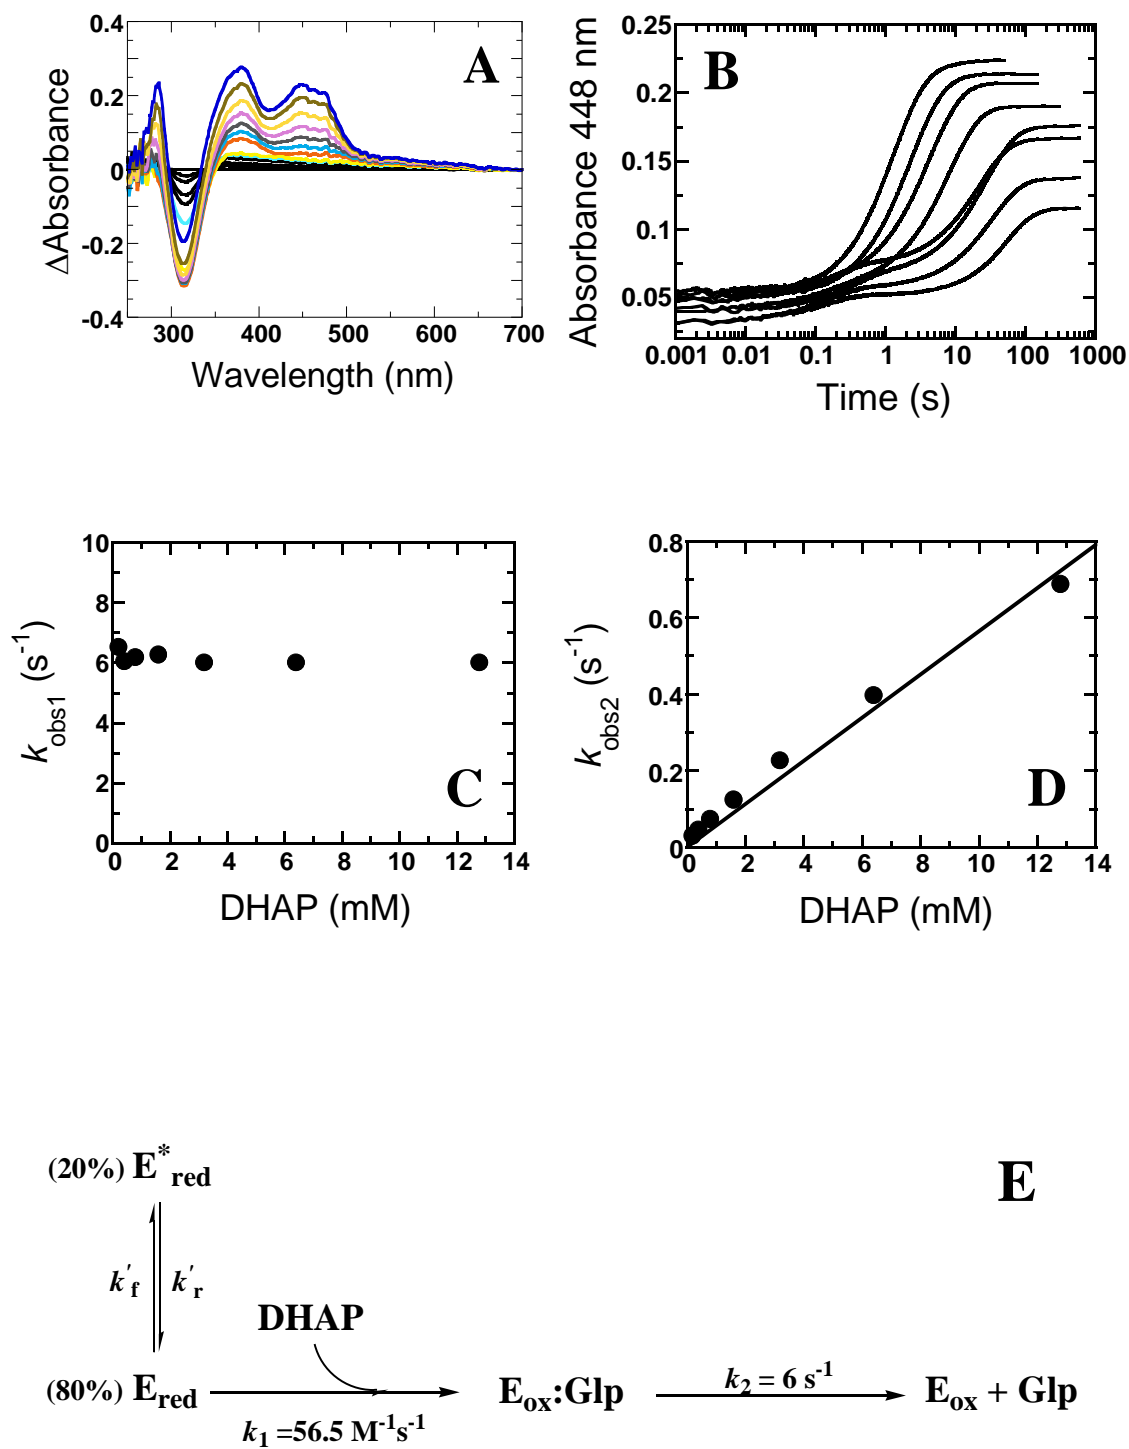 A
ΔAbsorbance
0.4
0.2
0
-0.2
-0.4
300 400 500 600 700
Wavelength (nm)
B
Absorbance 448 nm
0.25
0.20
0.15
0.10
0.05
0.001 0.01 0.1 1 10 100 1000
Time (s)
C
k obs1 (s-1)
10
8
6
4
2
0
0 2 4 6 8 10 12 14
DHAP (mM)
D
k obs2 (s-1)
0.8
0.6
0.4
0.2
0
0 2 4 6 8 10 12 14
DHAP (mM)
E
(20%) E*red
k'f k'r
DHAP
(80%) Ered
k1 =56.5 M-1s-1
Eox:Glp
k2 = 6 s-1
Eox + Glp